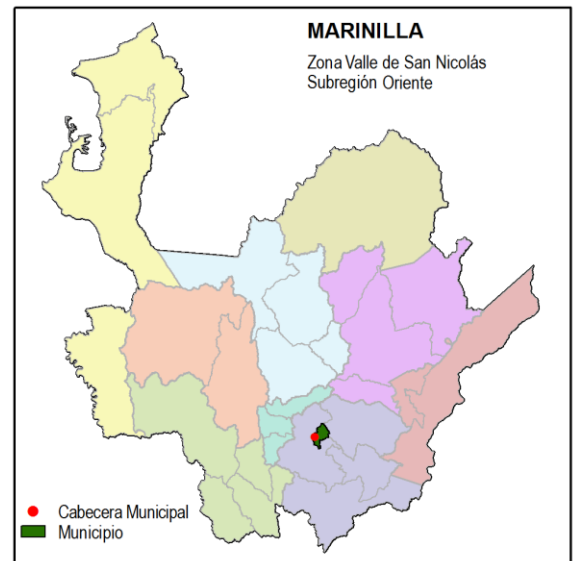 MARINILLA
Zona Valle de San Nicolás
Subregión Oriente
Cabecera Municipal
Municipio